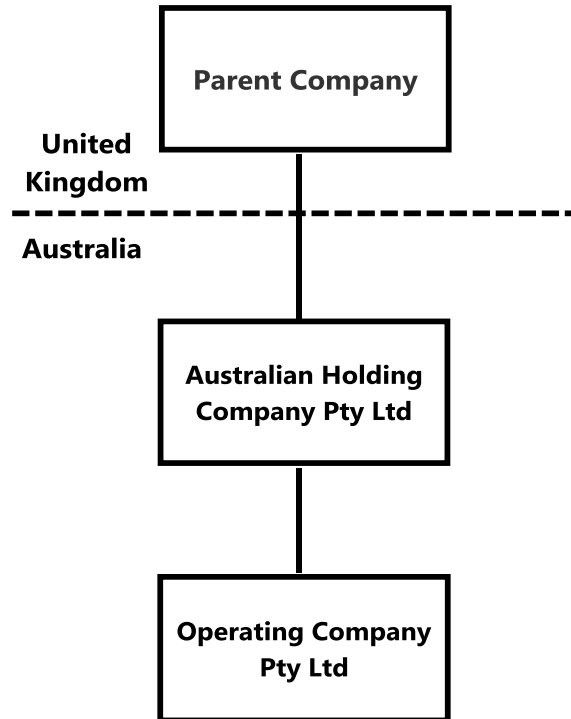 Parent Company
United
Kingdom
Australia
Australian Holding
Company Pty Ltd
Operating Company
Pty Ltd